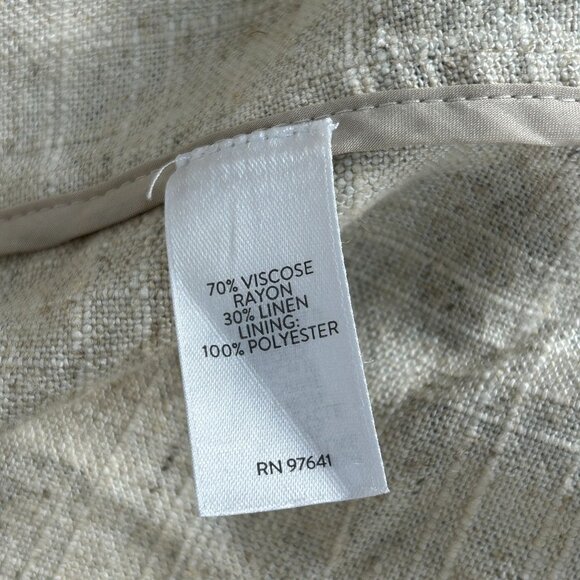 70% VISCOSE
RAYON
30% LINEN
LINING:
100% POLYESTER
RN 97641